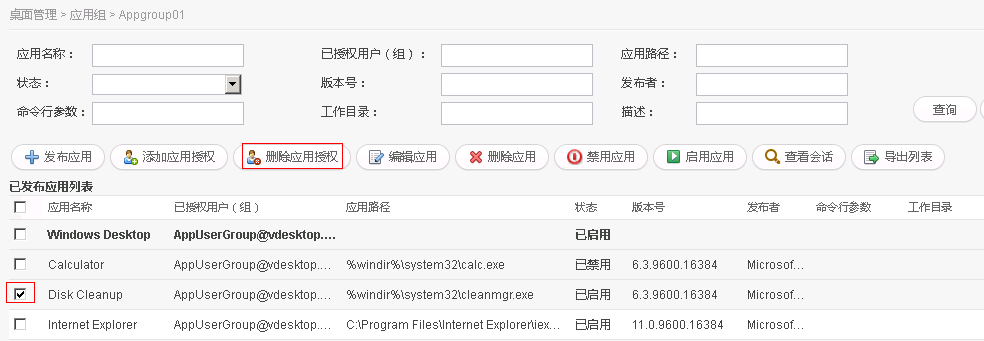 桌面管理 > 应用组 > Appgroup01
应用名称： 已授权用户（组）： 应用路径：
状态： 版本号： 发布者：
命令行参数： 工作目录： 描述： 查询
发布应用 添加应用授权 删除应用授权 编辑应用 删除应用 禁用应用 启用应用 查看会话 导出列表
已发布应用列表
应用名称 已授权用户（组） 应用路径 状态 版本号 发布者 命令行参数 工作目录
Windows Desktop AppUserGroup@vdesktop.... 已启用
Calculator AppUserGroup@vdesktop.... %windir%\system32\calc.exe 已禁用 6.3.9600.16384 Microsof...
Disk Cleanup AppUserGroup@vdesktop.... %windir%\system32\cleanmgr.exe 已启用 6.3.9600.16384 Microsof...
Internet Explorer AppUserGroup@vdesktop.... C:\Program Files\Internet Explorer\iex... 已启用 11.0.9600.16384 Microsof...